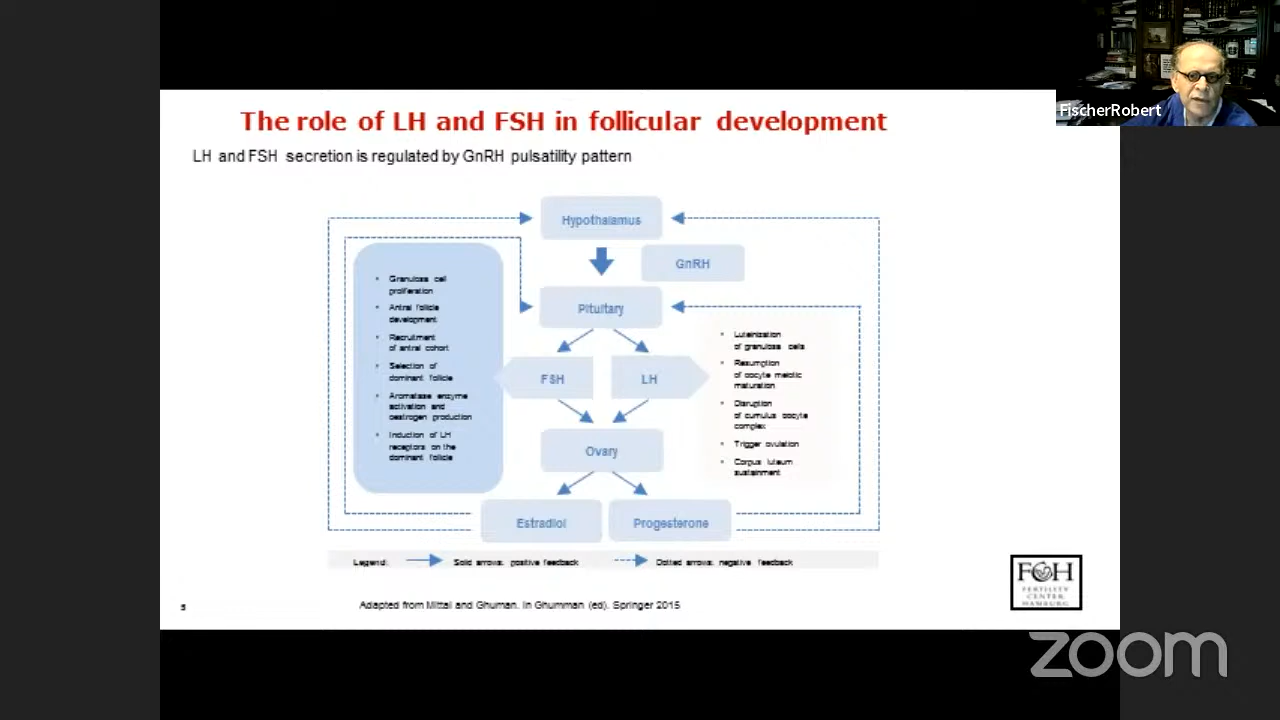 The role of LH and FSH in follicular development
LH and FSH secretion is regulated by GnRH pulsatility pattern
FischerRobert
Hypothalamus
GnRH
Pituitary
FSH
LH
Ovary
Estradiol
Progesterone
• Granulosa cell
proliferation
• Antral follicle
development
• Recruitment
of antral cohort
• Selection of
dominant follicle
• Aromatase enzyme
activation and
oestrogen production
• Induction of LH
receptors on the
dominant follicle
• Luteinization
of granulosa cells
• Resumption
of oocyte meiotic
maturation
• Disruption
of cumulus oocyte
complex
• Trigger ovulation
• Corpus luteum
sustainment
Legend:
Solid arrows: positive feedback
Dotted arrows: negative feedback
Adapted from Mittal and Ghuman. In Ghumman (ed). Springer 2015
FCH
FERTILITY
CENTER
HAMBURG
zoom